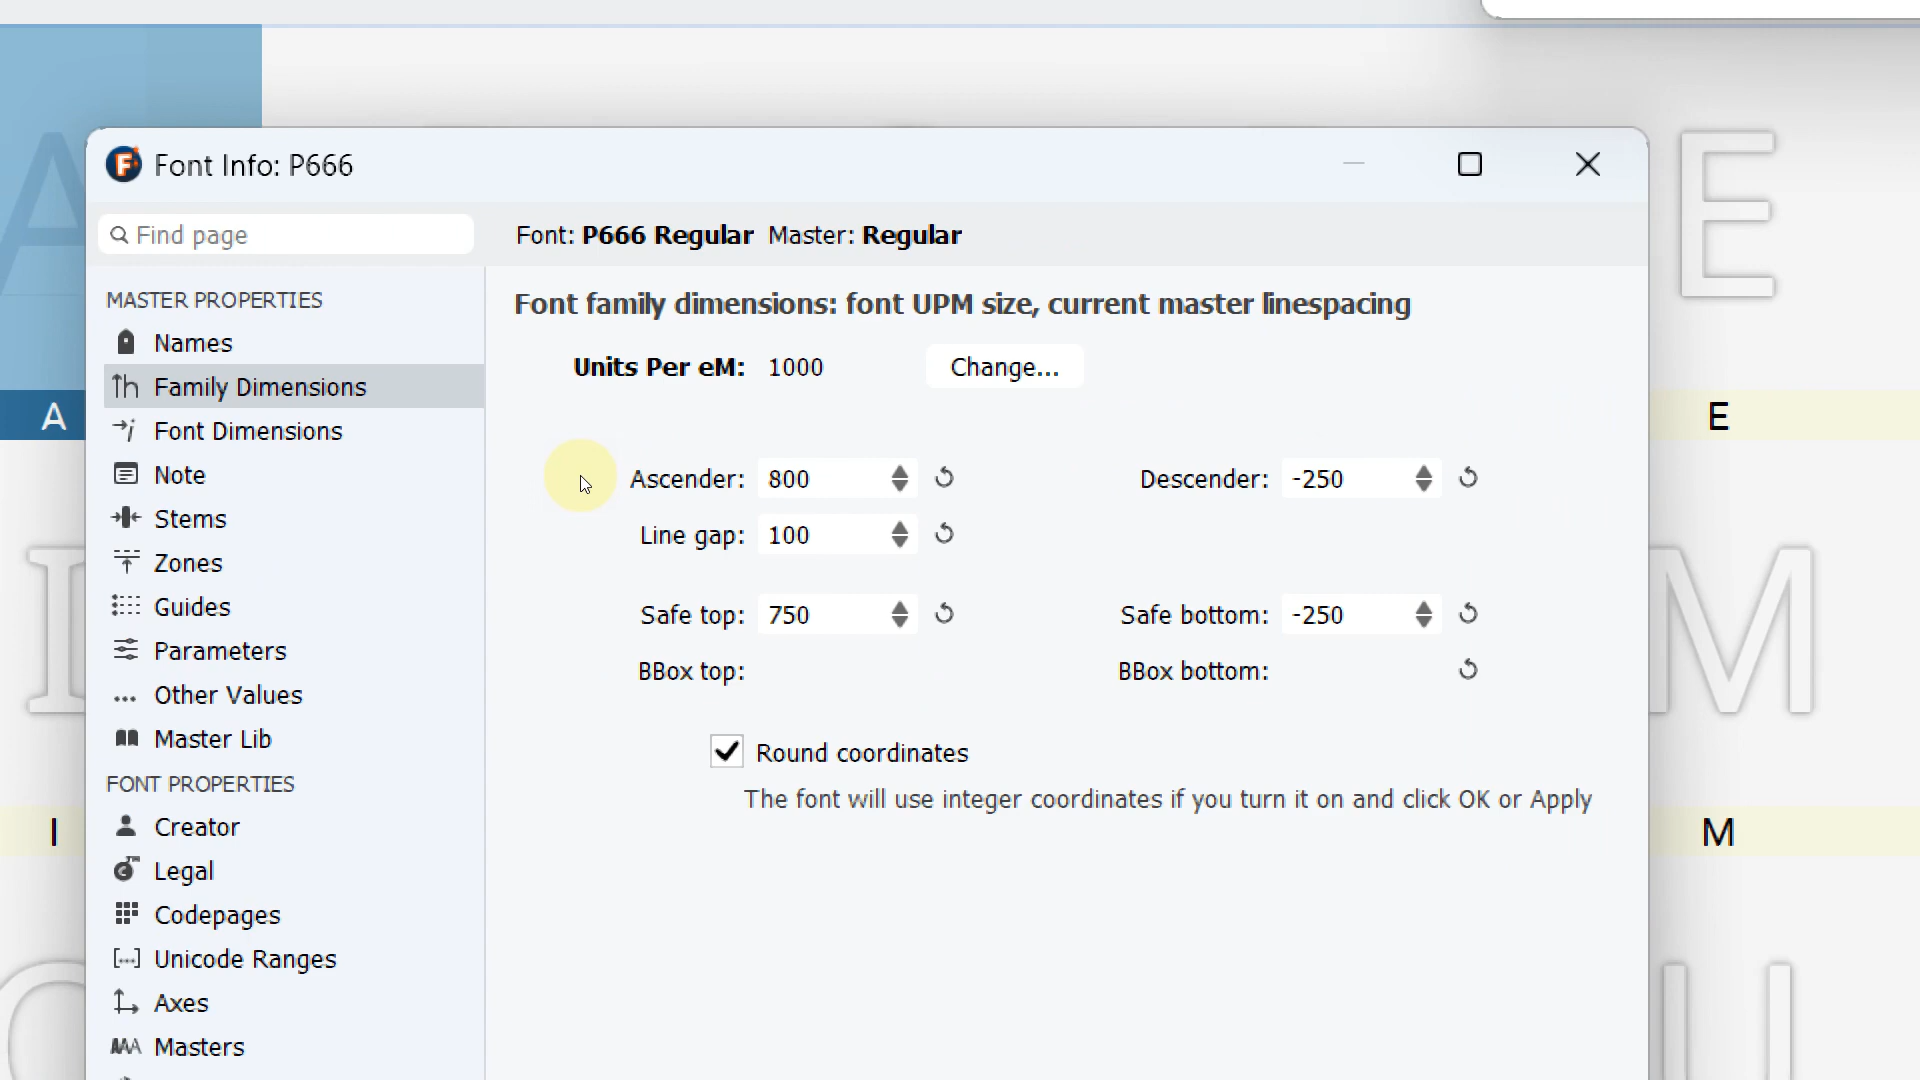 Font Info: P666
Find page
Font: P666 Regular Master: Regular
MASTER PROPERTIES
Names
Family Dimensions
Font Dimensions
Note
Stems
Zones
Guides
Parameters
Other Values
Master Lib
FONT PROPERTIES
Creator
Legal
Codepages
Unicode Ranges
Axes
Masters
Font family dimensions: font UPM size, current master linespacing
Units Per eM: 1000 Change...
Ascender: 800 Descender: -250
Line gap: 100
Safe top: 750 Safe bottom: -250
BBox top: BBox bottom:
Round coordinates
The font will use integer coordinates if you turn it on and click OK or Apply
A
E
A
E
I
M
I
M
U